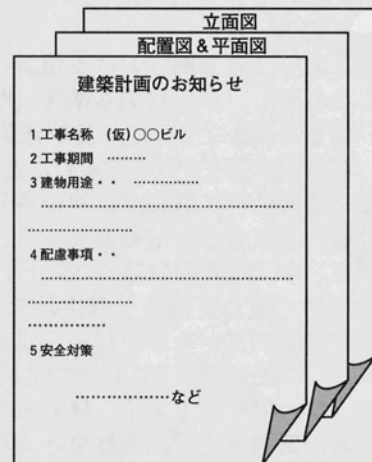 立面図
配置図&平面図
建築計画のお知らせ
1工事名称 (仮)○○ビル
2工事期間 ………
3建物用途・・ ……………
……………………………………………………
……………………
4配慮事項・・
……………………………………………………
……………………
………………
5安全対策
………………など